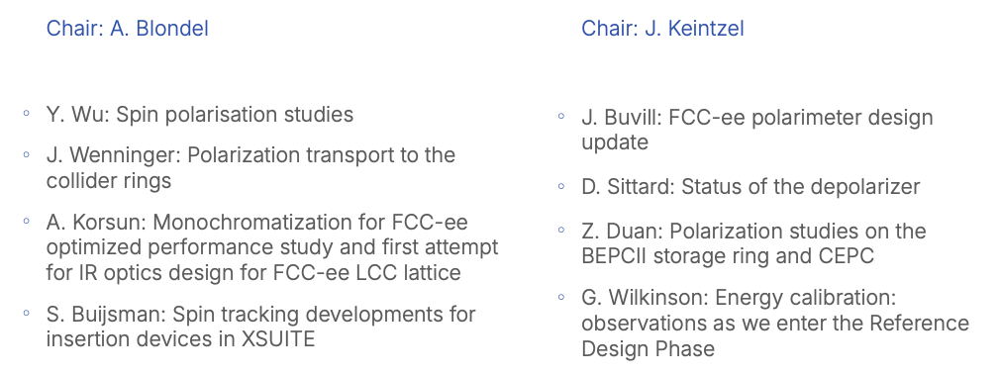 Chair: A. Blondel
Y. Wu: Spin polarisation studies
J. Wenninger: Polarization transport to the
collider rings
A. Korsun: Monochromatization for FCC-ee
optimized performance study and first attempt
for IR optics design for FCC-ee LCC lattice
S. Buijsman: Spin tracking developments for
insertion devices in XSUITE
Chair: J. Keintzel
J. Buvill: FCC-ee polarimeter design
update
D. Sittard: Status of the depolarizer
Z. Duan: Polarization studies on the
BEPCII storage ring and CEPC
G. Wilkinson: Energy calibration:
observations as we enter the Reference
Design Phase